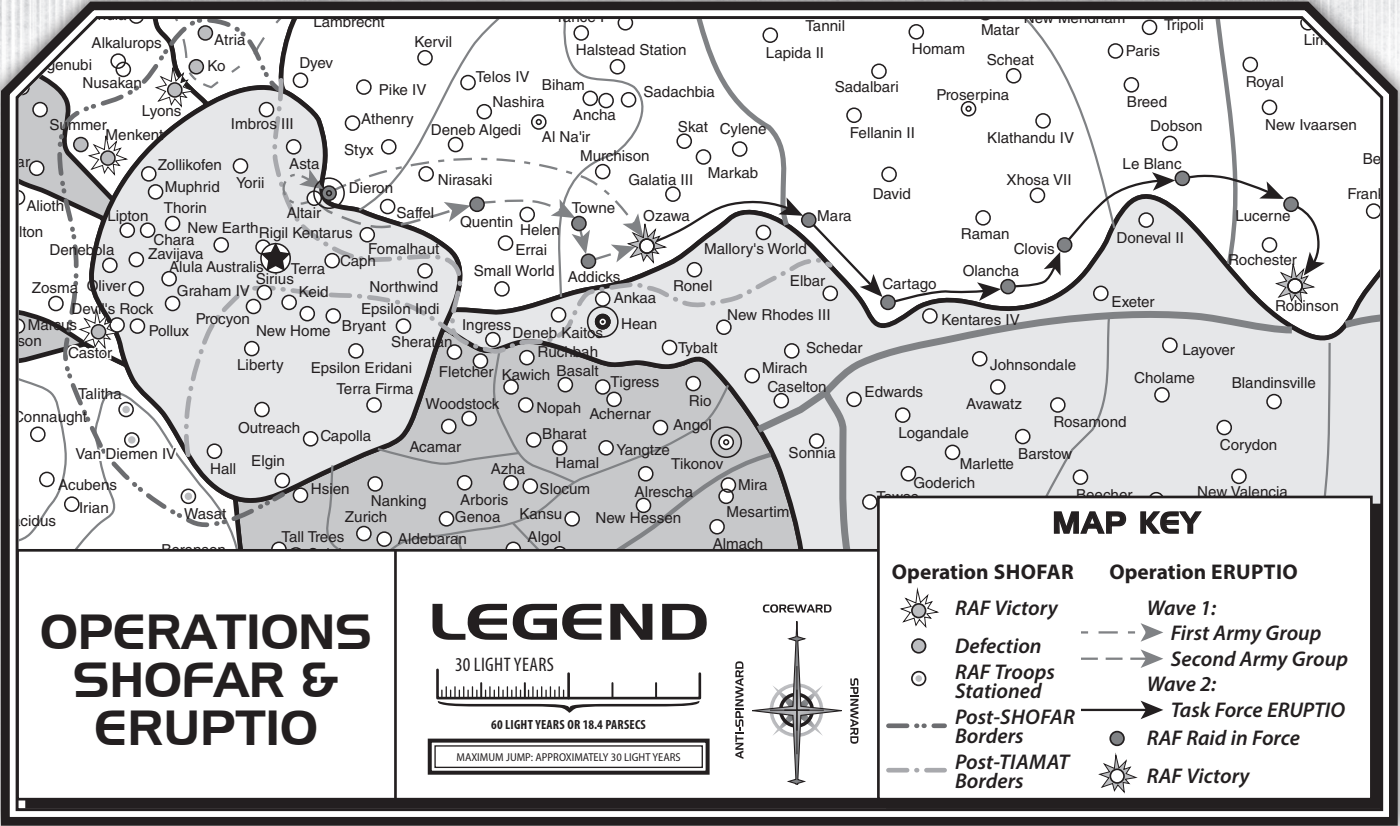 Lambrecht
Tannil
Matar
Tripoli
Alkalurops
Atria
Kervil
Halstead Station
Lapida II
Homam
Paris
genubi
Nusakan
Ko
Dyev
Scheat
Royal
Telos IV
Biham
Sadachbia
Sadalbari
Proserpina
Pike IV
Nashira
Ancha
Breed
Lyons
Imbros III
Athenry
Deneb Algedi
Al Na'ir
Skat
Cylene
Fellanin II
Klathandu IV
Dobson
New Ivaarsen
Summer
Menkent
Styx
Murchison
Markab
Le Blanc
Be
Zollikofen
Asta
Yorii
Muphrid
Dieron
Nirasaki
Galatia III
David
Xhosa VII
Frank
Alioth
Lipton
Thorin
Altair
Saffel
Quentin
Towne
Ozawa
Mara
Lucerne
lton
New Earth
Rigil Kentarus
Helen
Raman
Clovis
Doneval II
Denebola
Chara
Zavijava
Fomalhaut
Errai
Mallory's World
Rochester
Alula Australis
Terra
Caph
Small World
Addicks
Olancha
Zosma
Oliver
Sirius
Graham IV
Keid
Northwind
Ronel
Elbar
Cartago
Robinson
Devil's Rock
Ankaa
Exeter
Marcus
Pollux
Procyon
New Home
Bryant
Epsilon Indi
Ingress
Deneb Kaitos
Hean
New Rhodes III
Kentares IV
son
Castor
Sheratan
Ruchbah
Tybalt
Schedar
Layover
Liberty
Epsilon Eridani
Fletcher
Kawich
Basalt
Tigress
Mirach
Johnsondale
Talitha
Terra Firma
Caselton
Edwards
Avawatz
Cholame
Blandinsville
Connaught
Woodstock
Nopah
Achernar
Rio
Rosamond
Outreach
Capolla
Acamar
Bharat
Angol
Logandale
Van Diemen IV
Hall
Elgin
Hamal
Yangtze
Tikonov
Sonnia
Marlette
Barstow
Corydon
Acubens
Hsien
Nanking
Azha
Arboris
Slocum
Alrescha
Mira
Goderich
Beecher
New Valencia
Irian
Wasat
Zurich
Genoa
Kansu
New Hessen
Mesartim
cidus
Tall Trees
Aldebaran
Algol
Almach
OPERATIONS
SHOFAR &
ERUPTIO
LEGEND
30 LIGHT YEARS
60 LIGHT YEARS OR 18.4 PARSECS
MAXIMUM JUMP: APPROXIMATELY 30 LIGHT YEARS
COREWARD
ANTI-SPINWARD
SPINWARD
MAP KEY
Operation SHOFAR
RAF Victory
Defection
RAF Troops
Stationed
Post-SHOFAR
Borders
Post-TIAMAT
Borders
Operation ERUPTIO
Wave 1:
First Army Group
Second Army Group
Wave 2:
Task Force ERUPTIO
RAF Raid in Force
RAF Victory